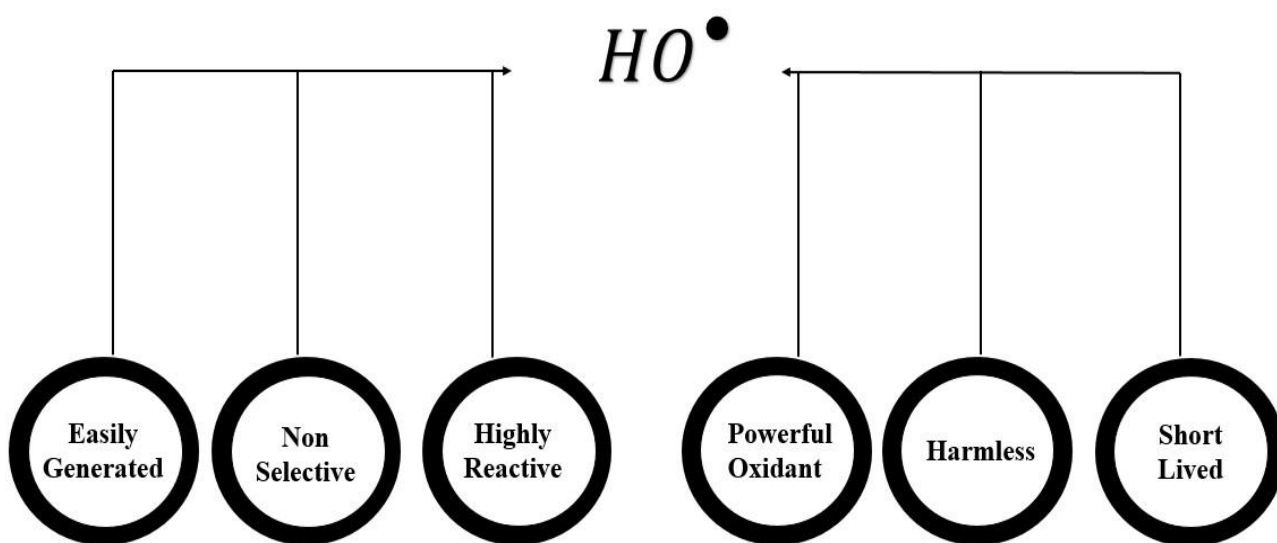 HO•
Easily
Generated
Non
Selective
Highly
Reactive
Powerful
Oxidant
Harmless
Short
Lived